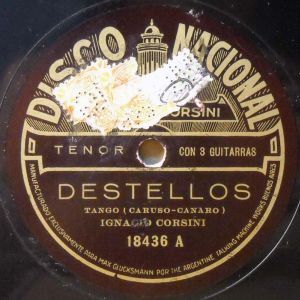 DISCO NACIONAL
CORSINI
TENOR CON 3 GUITARRAS
DESTELLOS
TANGO (CARUSO-CANARO)
IGNACIO CORSINI
18436 A
MANUFACTURADO EXCLUSIVAMENTE PARA MAX GLUCKSMANN POR THE ARGENTINE TALKING MACHINE WORKS BUENOS AIRES